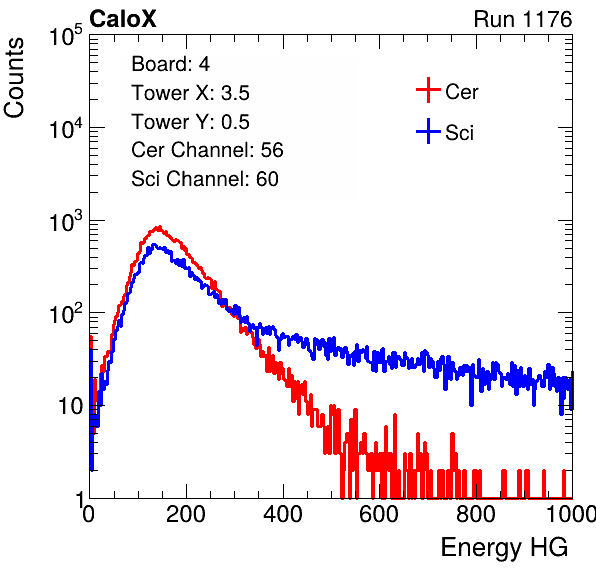 CaloX Run 1176
Counts
Board: 4
Tower X: 3.5
Tower Y: 0.5
Cer Channel: 56
Sci Channel: 60
Cer
Sci
10^5
10^4
10^3
10^2
10
1
0 200 400 600 800 1000
Energy HG